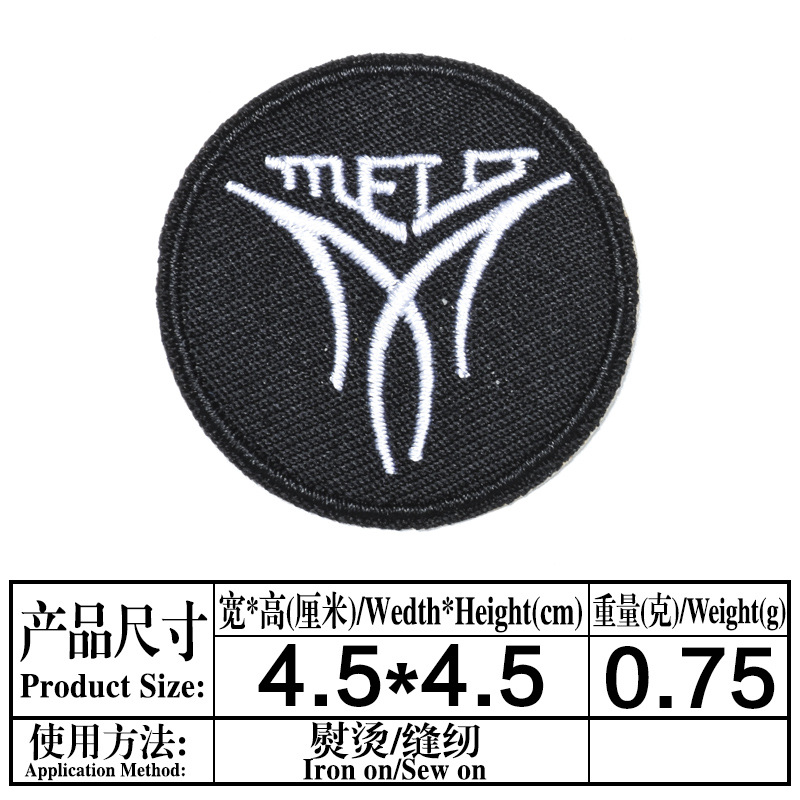 MELO
产品尺寸
Product Size:
宽*高(厘米)/Wedth*Height(cm)
4.5*4.5
重量(克)/Weight(g)
0.75
使用方法:
Application Method:
熨烫/缝纫
Iron on/Sew on